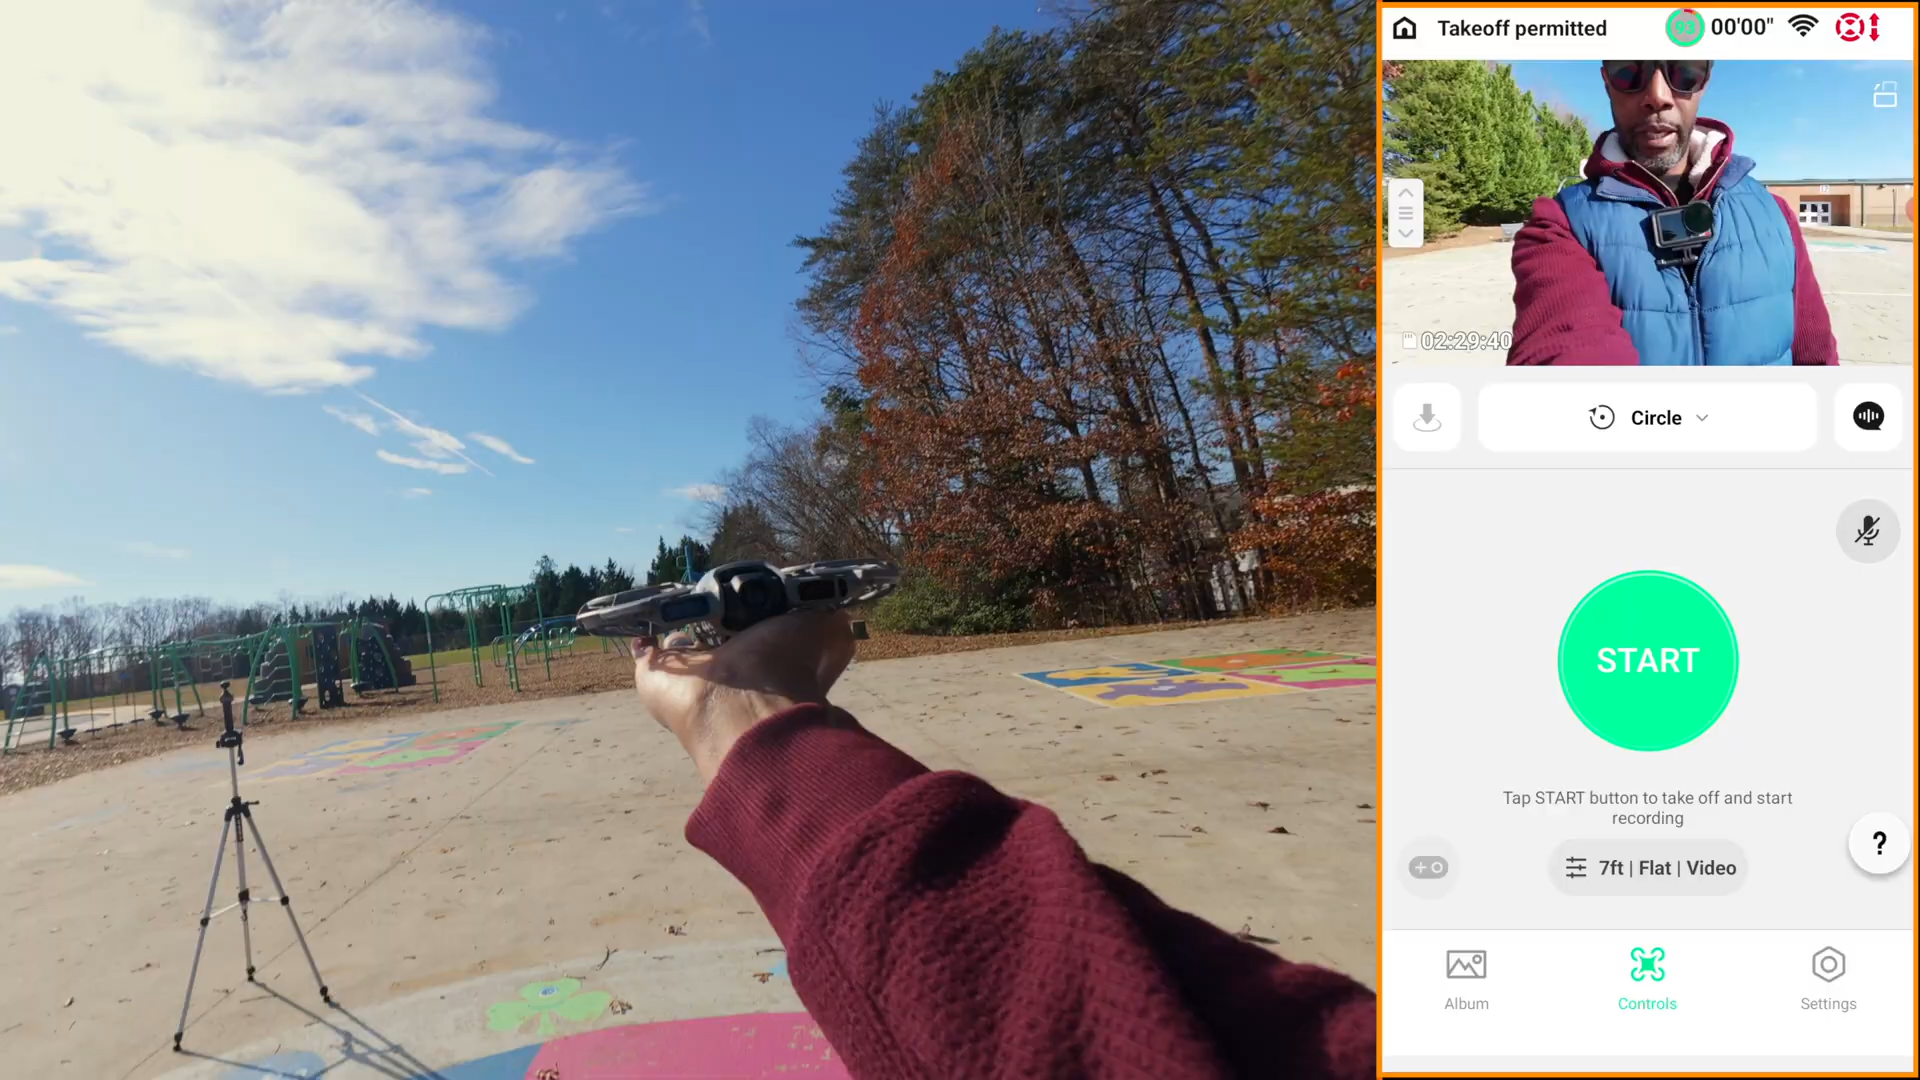 Takeoff permitted
93
00'00"
02:29:40
Circle
START
Tap START button to take off and start
recording
?
7ft | Flat | Video
Album
Controls
Settings